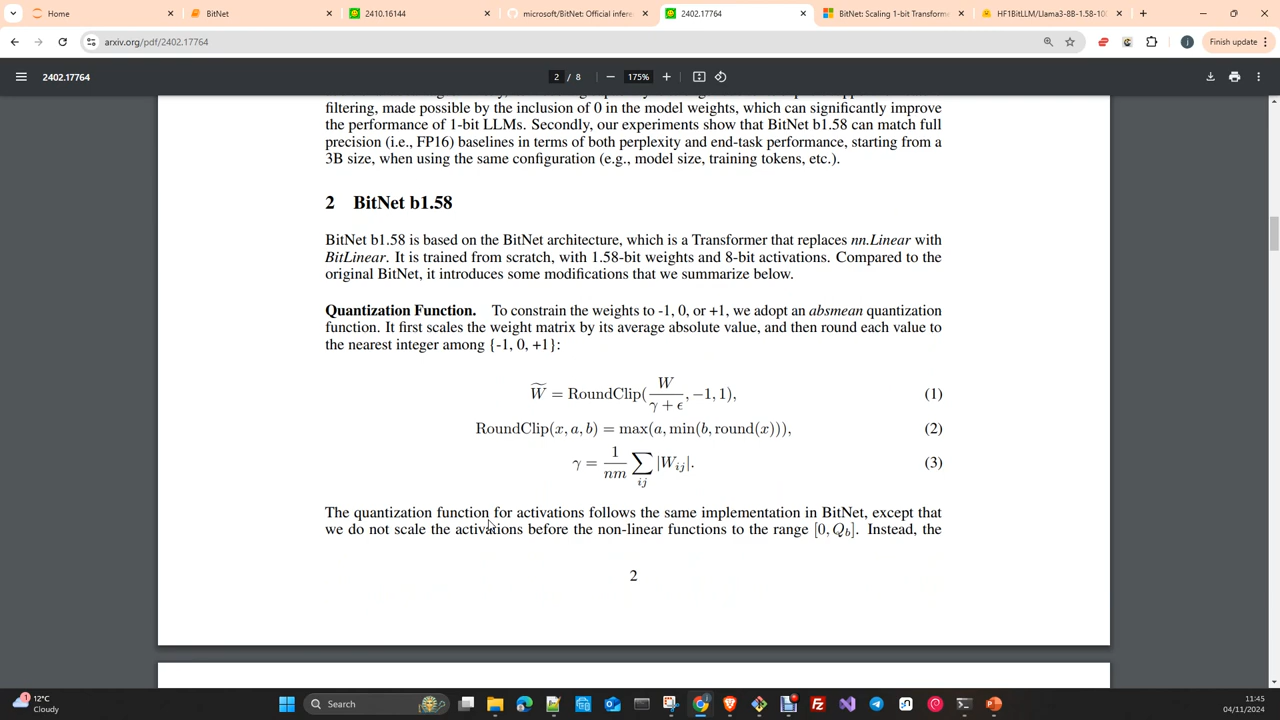 Home
BitNet
2410.16144
microsoft/BitNet: Official infere
2402.17764
BitNet: Scaling 1-bit Transform
HF1BitLLM/Llama3-8B-1.58-10
arxiv.org/pdf/2402.17764
j
Finish update
2402.17764
2 / 8
175%
filtering, made possible by the inclusion of 0 in the model weights, which can significantly improve
the performance of 1-bit LLMs. Secondly, our experiments show that BitNet b1.58 can match full
precision (i.e., FP16) baselines in terms of both perplexity and end-task performance, starting from a
3B size, when using the same configuration (e.g., model size, training tokens, etc.).
2 BitNet b1.58
BitNet b1.58 is based on the BitNet architecture, which is a Transformer that replaces nn.Linear with
BitLinear. It is trained from scratch, with 1.58-bit weights and 8-bit activations. Compared to the
original BitNet, it introduces some modifications that we summarize below.
Quantization Function. To constrain the weights to -1, 0, or +1, we adopt an absmean quantization
function. It first scales the weight matrix by its average absolute value, and then round each value to
the nearest integer among {-1, 0, +1}:
W̃ = RoundClip(W / (γ + ϵ), −1, 1), (1)
RoundClip(x, a, b) = max(a, min(b, round(x))), (2)
γ = 1/nm ∑ij |Wij|. (3)
The quantization function for activations follows the same implementation in BitNet, except that
we do not scale the activations before the non-linear functions to the range [0, Qb]. Instead, the
2
1
12°C
Cloudy
Search
11:45
04/11/2024